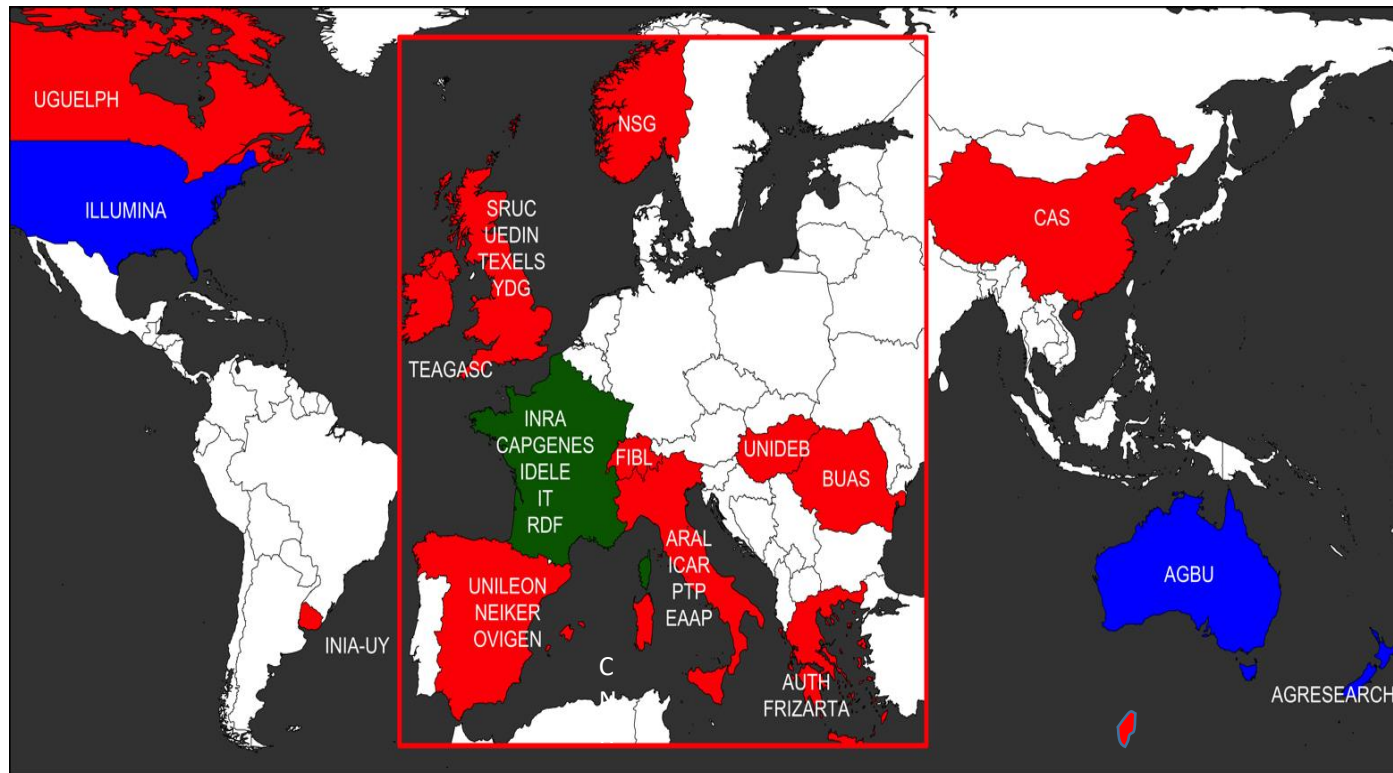 UGUELPH
ILLUMINA
INIA-UY
NSG
SRUC
UEDIN
TEXELS
YDG
TEAGASC
INRA
CAPGENES
IDELE
IT
RDF
FIBL
UNIDEB
BUAS
ARAL
ICAR
PTP
EAAP
UNILEON
NEIKER
OVIGEN
C
AUTH
FRIZARTA
CAS
AGBU
AGRESEARCH